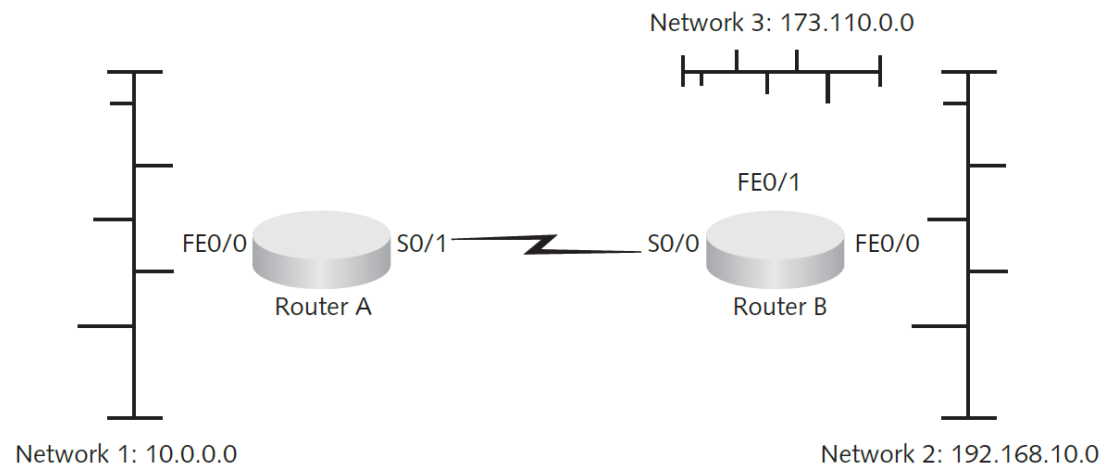 Network 3: 173.110.0.0
FE0/1
FE0/0
S0/1
S0/0
FE0/0
Router A
Router B
Network 1: 10.0.0.0
Network 2: 192.168.10.0